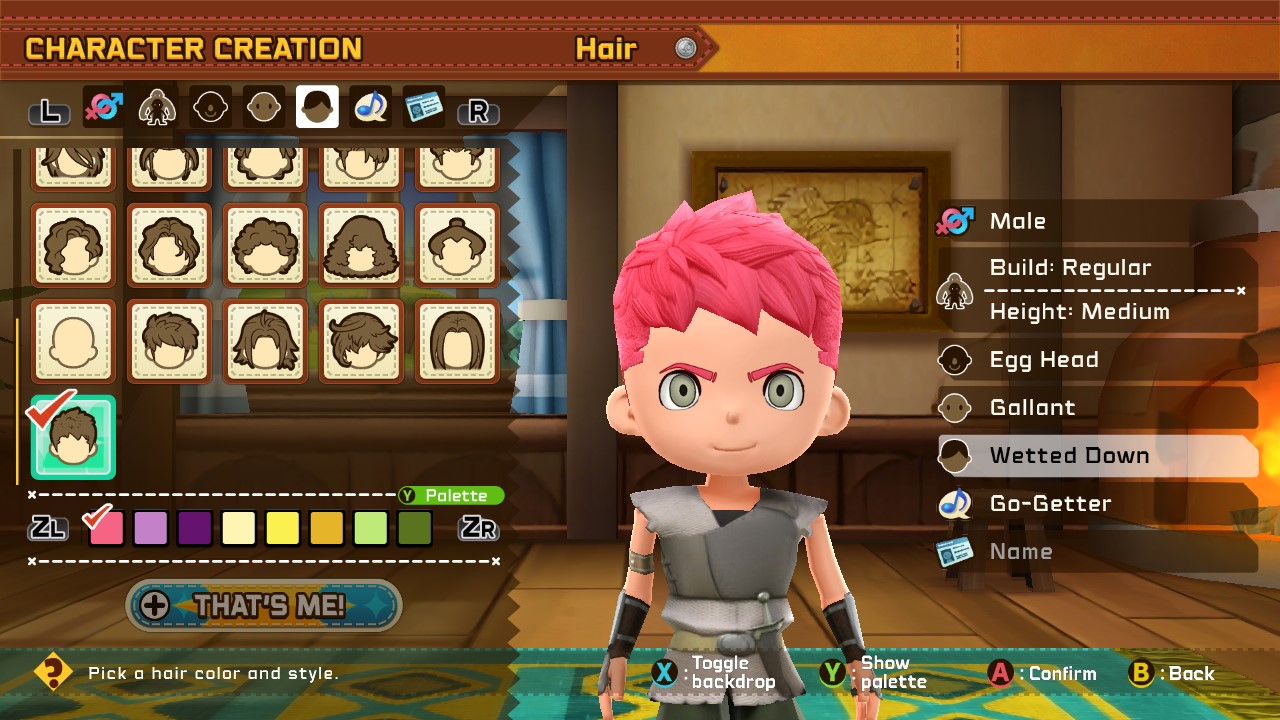 CHARACTER CREATION
Hair
L
R
Male
Build: Regular
Height: Medium
Egg Head
Gallant
Wetted Down
Go-Getter
Name
Y Palette
ZL
ZR
+ THAT'S ME!
? Pick a hair color and style.
X : Toggle backdrop
Y : Show palette
A : Confirm
B : Back